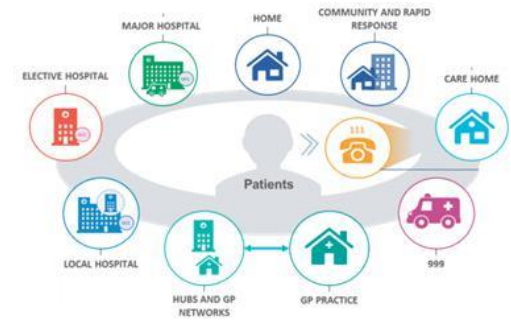 MAJOR HOSPITAL
HOME
COMMUNITY AND RAPID
RESPONSE
ELECTIVE HOSPITAL
CARE HOME
111
Patients
LOCAL HOSPITAL
HUBS AND GP
NETWORKS
GP PRACTICE
999